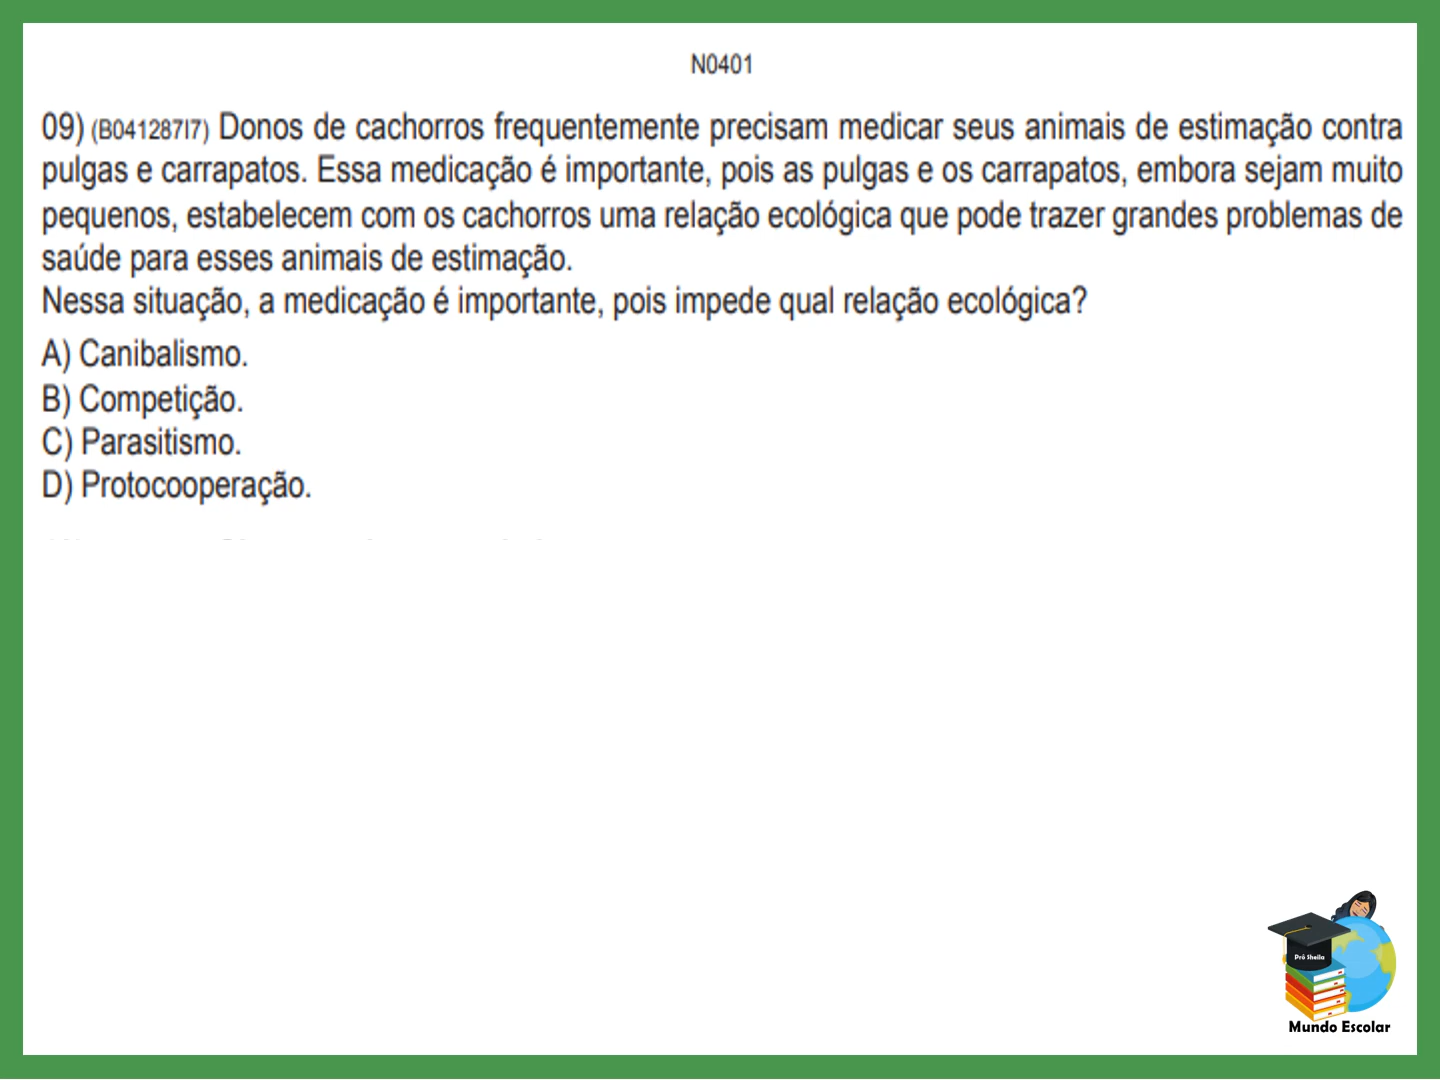 N0401
09) (B041287I7) Donos de cachorros frequentemente precisam medicar seus animais de estimação contra
pulgas e carrapatos. Essa medicação é importante, pois as pulgas e os carrapatos, embora sejam muito
pequenos, estabelecem com os cachorros uma relação ecológica que pode trazer grandes problemas de
saúde para esses animais de estimação.
Nessa situação, a medicação é importante, pois impede qual relação ecológica?
A) Canibalismo.
B) Competição.
C) Parasitismo.
D) Protocooperação.
Prô Sheila
Mundo Escolar